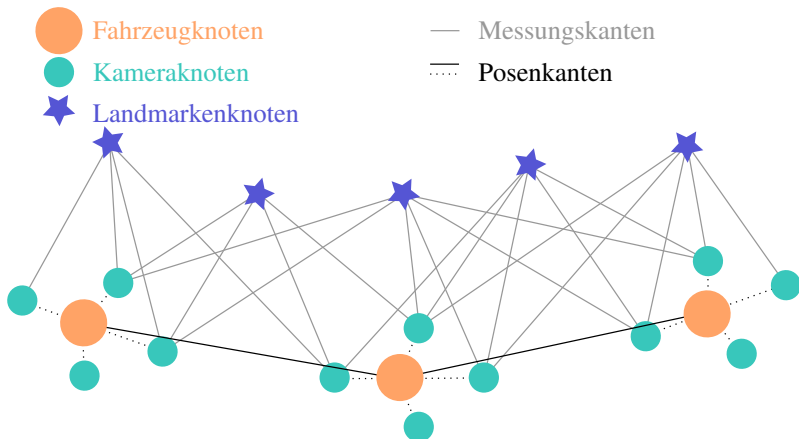 Fahrzeugknoten
Kameraknoten
Landmarkenknoten
Messungskanten
Posenkanten